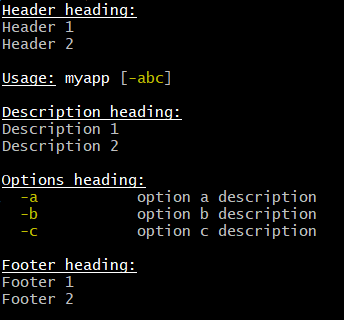 Header heading:
Header 1
Header 2
Usage: myapp [-abc]
Description heading:
Description 1
Description 2
Options heading:
-a option a description
-b option b description
-c option c description
Footer heading:
Footer 1
Footer 2